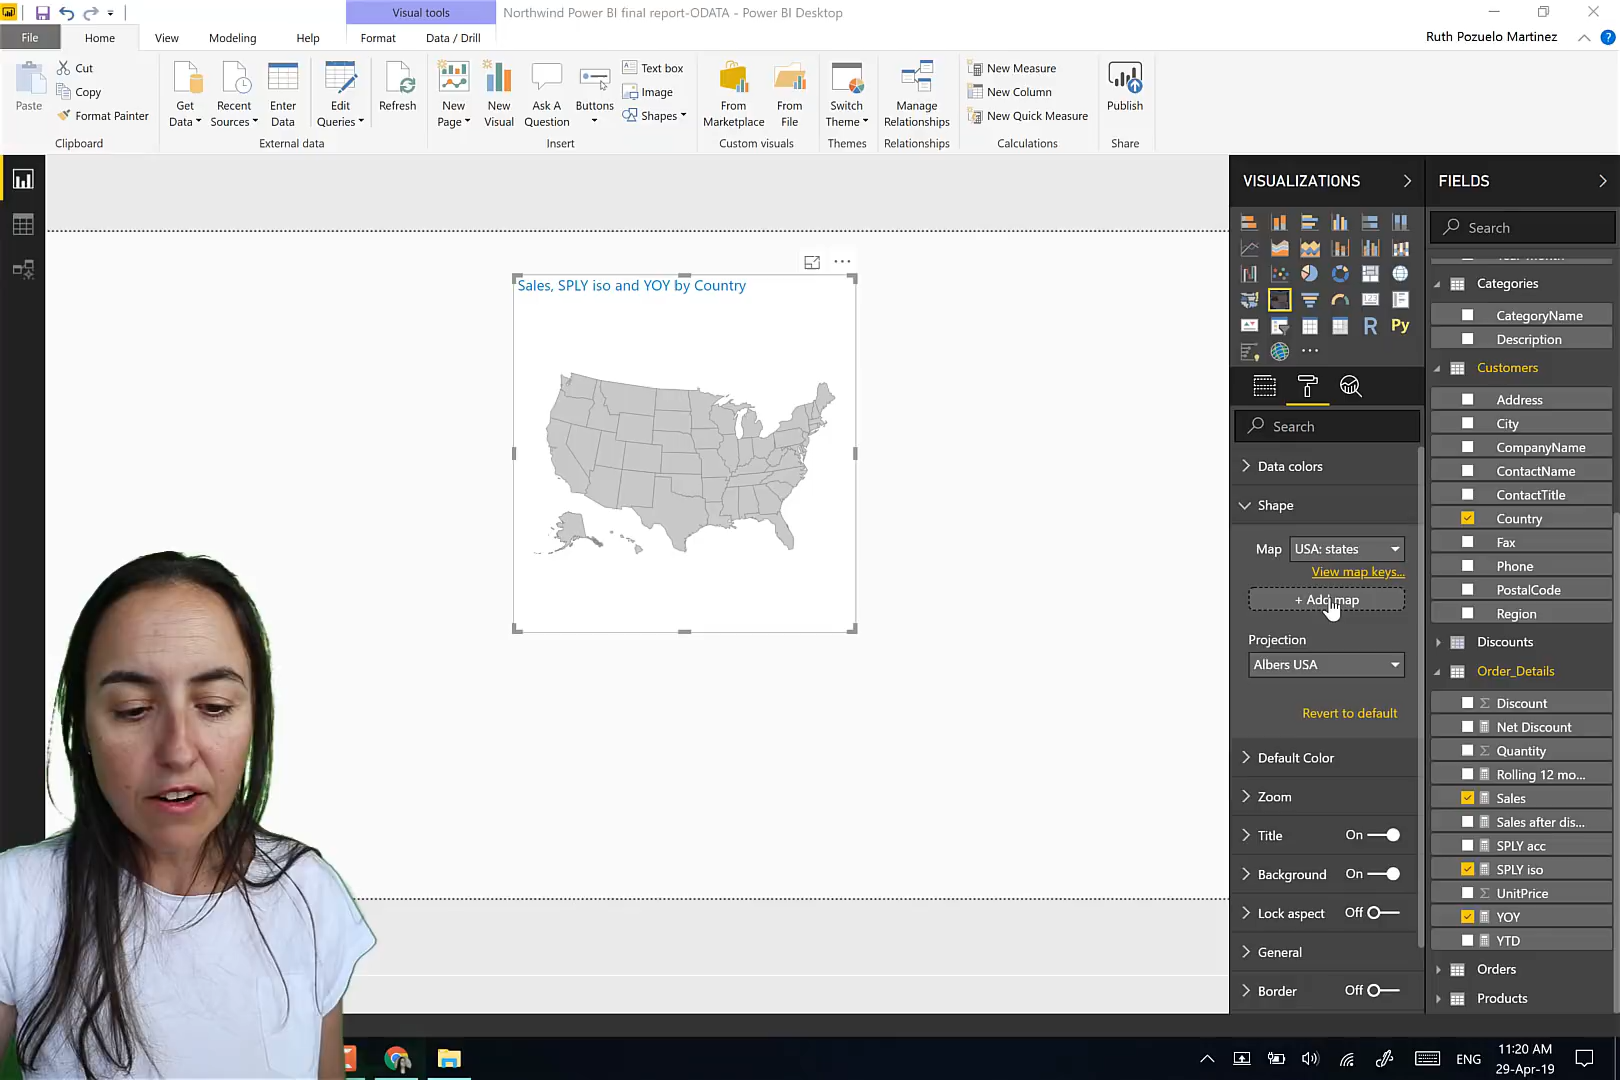 Visual tools
Northwind Power BI final report-ODATA - Power BI Desktop
File
Home
View
Modeling
Help
Format
Data / Drill
Ruth Pozuelo Martinez
Paste
Cut
Copy
Format Painter
Clipboard
Get Data
Recent Sources
Enter Data
Edit Queries
Refresh
External data
New Page
New Visual
Ask A Question
Buttons
Text box
Image
Shapes
Insert
From Marketplace
From File
Custom visuals
Switch Theme
Themes
Manage Relationships
Relationships
New Measure
New Column
New Quick Measure
Calculations
Publish
Share
Sales, SPLY iso and YOY by Country
VISUALIZATIONS
R
Py
Search
Data colors
Shape
Map
USA: states
View map keys...
+ Add map
Projection
Albers USA
Revert to default
Default Color
Zoom
Title
On
Background
On
Lock aspect
Off
General
Border
Off
FIELDS
Search
Categories
CategoryName
Description
Customers
Address
City
CompanyName
ContactName
ContactTitle
Country
Fax
Phone
PostalCode
Region
Discounts
Order_Details
Discount
Net Discount
Quantity
Rolling 12 mo...
Sales
Sales after dis...
SPLY acc
SPLY iso
UnitPrice
YOY
YTD
Orders
Products
ENG
11:20 AM
29-Apr-19